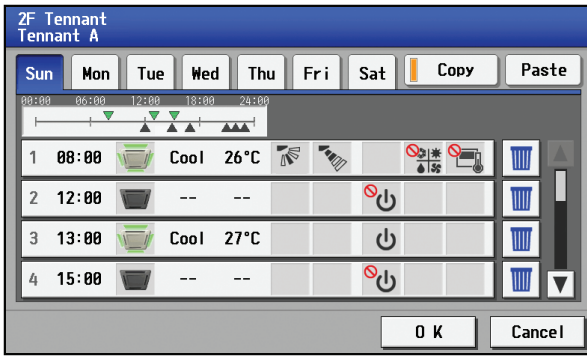 2F Tennant
Tennant A
Sun Mon Tue Wed Thu Fri Sat Copy Paste
00:00 06:00 12:00 18:00 24:00
1 08:00 Cool 26°C
2 12:00 -- --
3 13:00 Cool 27°C
4 15:00 -- --
O K Cancel